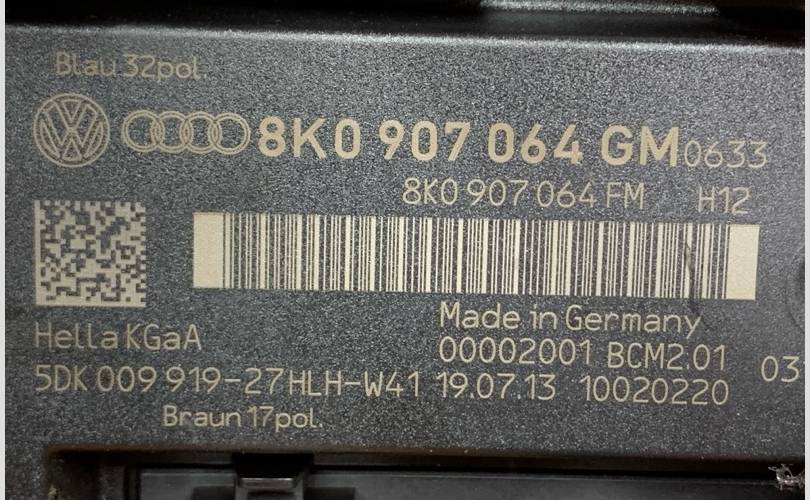 Blau 32pol.
8K0 907 064 GM 0633
8K0 907 064 FM H12
Made in Germany
Hella KGaA
00002001 BCM2.01 03
5DK 009 919-27 HLH-W41 19.07.13 10020220
Braun 17pol.